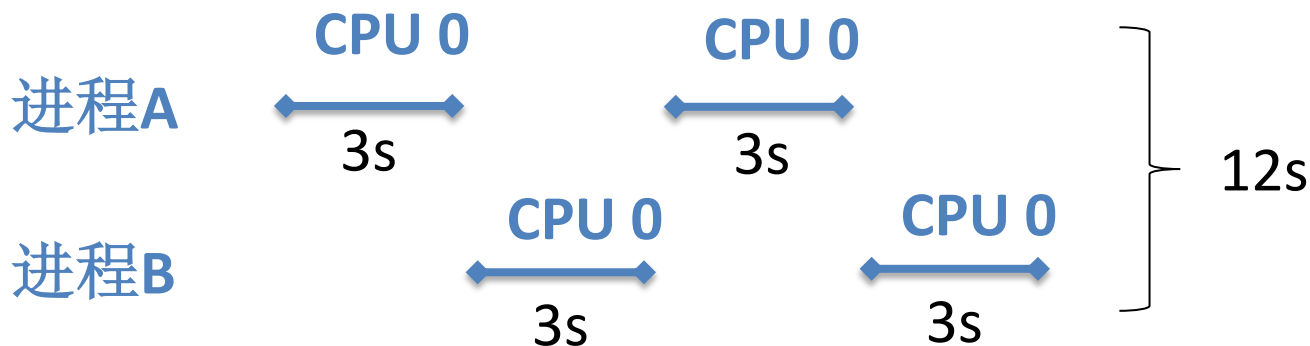 CPU 0 CPU 0
进程A
3s 3s
12s
CPU 0 CPU 0
进程B
3s 3s